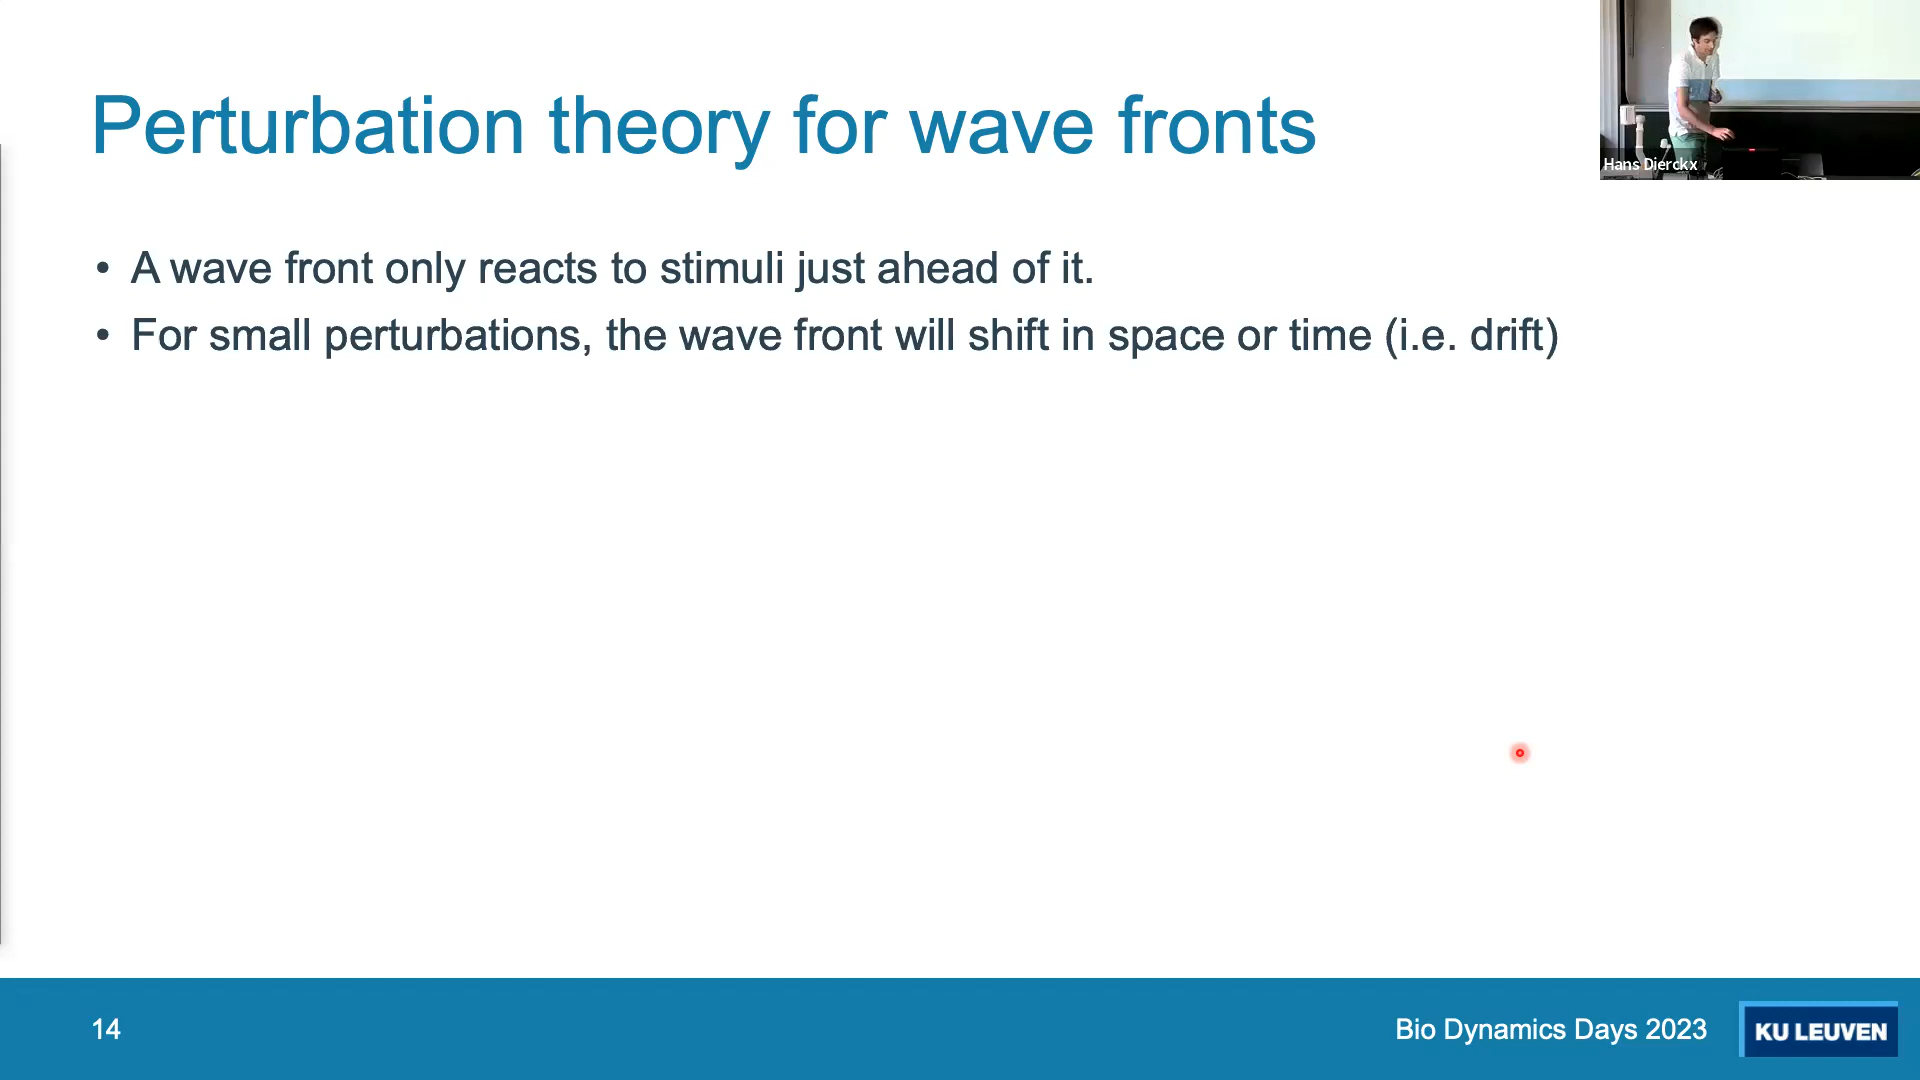 Perturbation theory for wave fronts
Hans Dierckx
• A wave front only reacts to stimuli just ahead of it.
• For small perturbations, the wave front will shift in space or time (i.e. drift)
14
Bio Dynamics Days 2023
KU LEUVEN